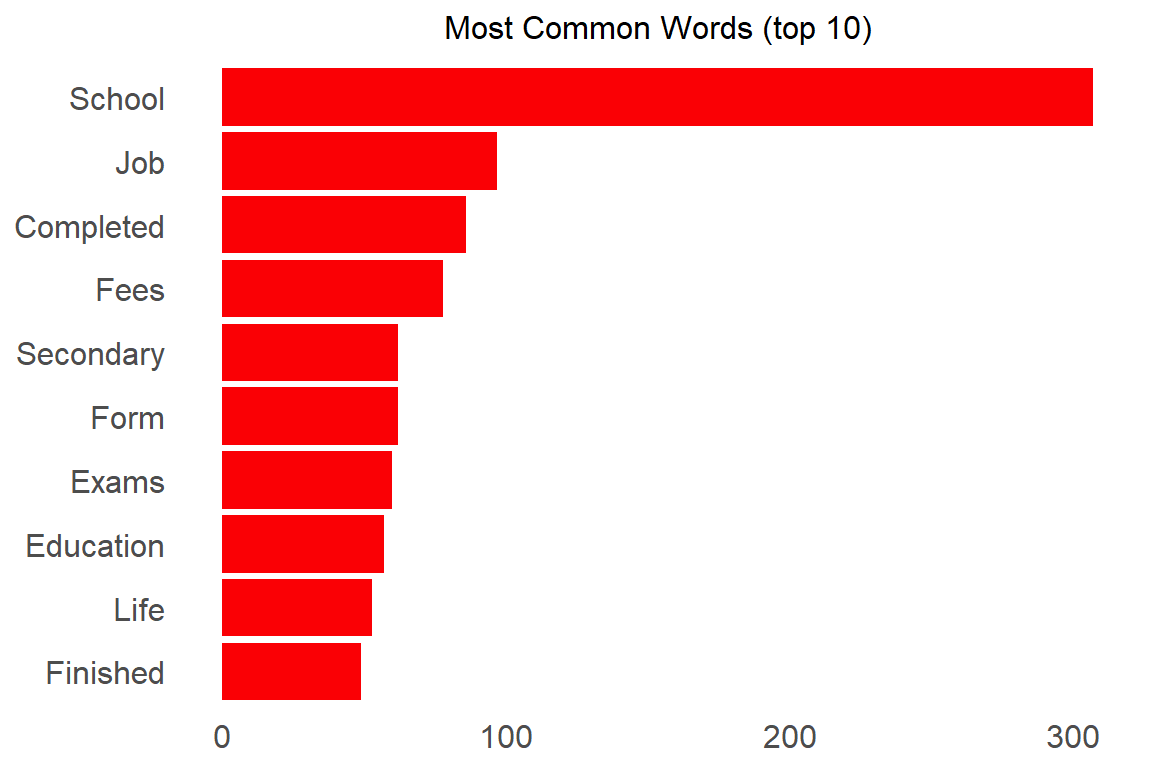 Most Common Words (top 10)
School
Job
Completed
Fees
Secondary
Form
Exams
Education
Life
Finished
0 100 200 300